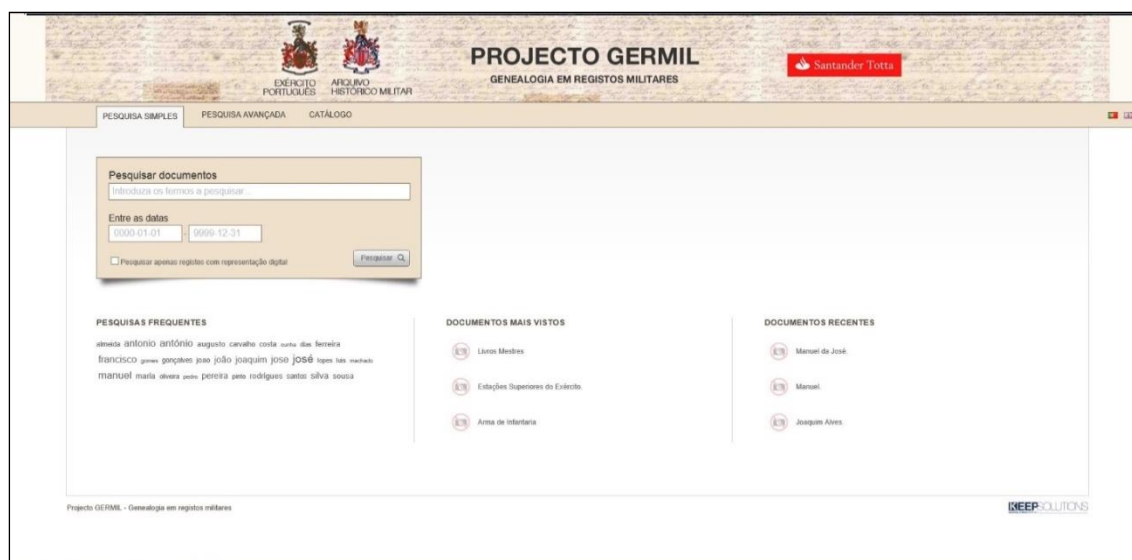 EXÉRCITO
PORTUGUÊS
ARQUIVO
HISTÓRICO MILITAR
PROJECTO GERMIL
GENEALOGIA EM REGISTOS MILITARES
Santander Totta
PESQUISA SIMPLES
PESQUISA AVANÇADA
CATÁLOGO
Pesquisar documentos
Introduza os termos a pesquisar...
Entre as datas
0000-01-01 - 9999-12-31
Pesquisar apenas registos com representação digital
Pesquisar
PESQUISAS FREQUENTES
almeida antonio antónio augusto carvalho costa cunha dias ferreira
francisco gomes gonçalves joao joão joaquim jose josé lopes luis machado
manuel maria oliveira pedro pereira pinto rodrigues santos silva sousa
DOCUMENTOS MAIS VISTOS
Livros Mestres
Estações Superiores do Exército
Arma de Infantaria
DOCUMENTOS RECENTES
Manuel da José.
Manuel.
Joaquim Alves.
Projecto GERMIL - Genealogia em registos militares
KEEPSOLUTIONS